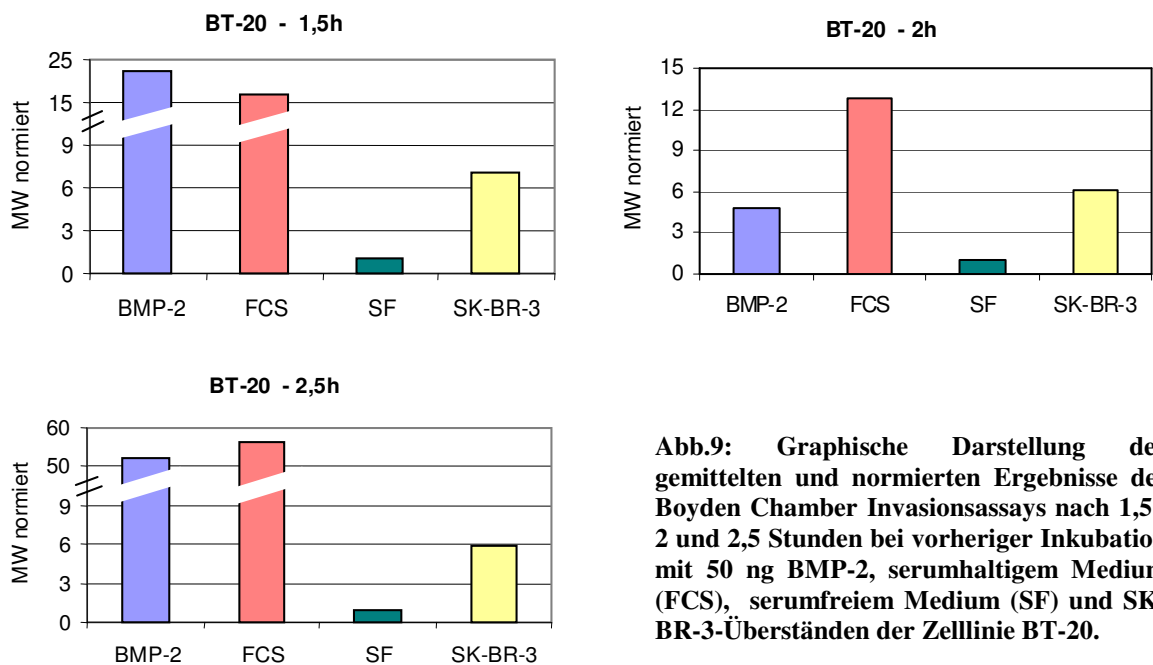 BT-20 - 1,5h
25
15
9
6
3
0
MW normiert
BMP-2 FCS SF SK-BR-3
BT-20 - 2h
15
12
9
6
3
0
MW normiert
BMP-2 FCS SF SK-BR-3
BT-20 - 2,5h
60
50
9
6
3
0
MW normiert
BMP-2 FCS SF SK-BR-3
Abb.9: Graphische Darstellung de
gemittelten und normierten Ergebnisse de
Boyden Chamber Invasionsassays nach 1,5
2 und 2,5 Stunden bei vorheriger Inkubatio
mit 50 ng BMP-2, serumhaltigem Medium
(FCS), serumfreiem Medium (SF) und SK
BR-3-Überständen der Zelllinie BT-20.